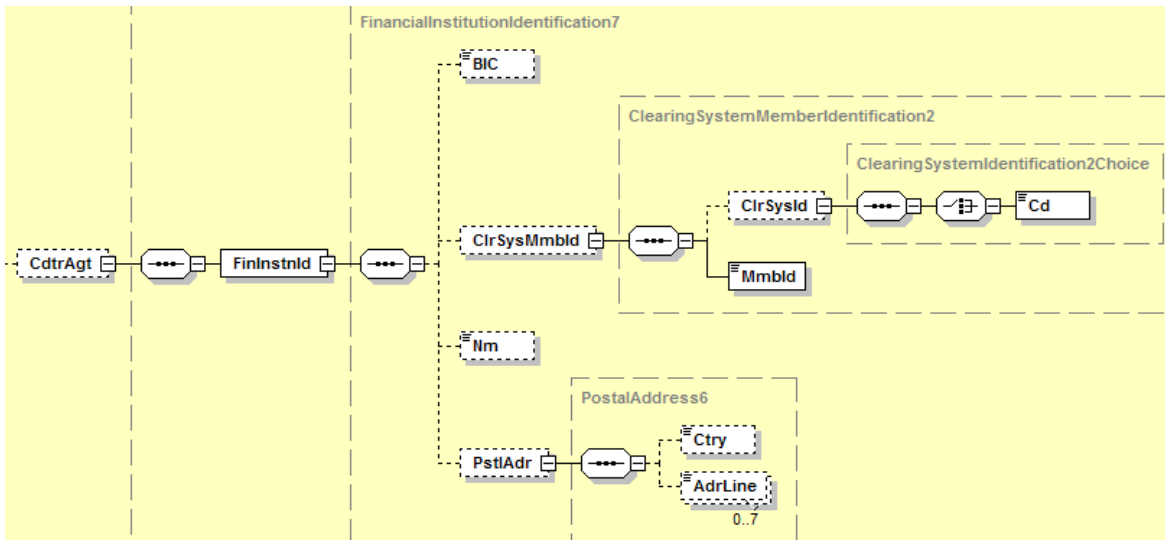 FinancialInstitutionIdentification7
BIC
ClearingSystemMemberIdentification2
ClearingSystemIdentification2Choice
ClrSysId
Cd
CdtrAgt
FinInstnId
ClrSysMmbId
MmbId
Nm
PostalAddress6
Ctry
PstlAdr
AdrLine
0..7